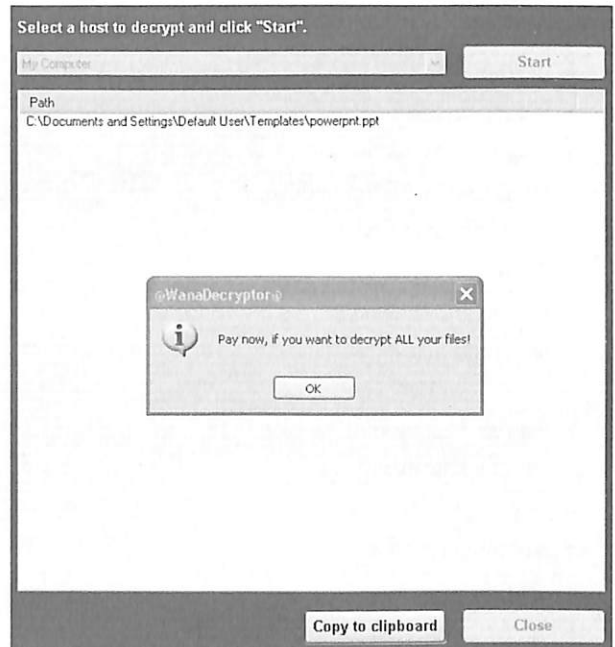 Select a host to decrypt and click "Start".
My Computer
Start
Path
C:\Documents and Settings\Default User\Templates\powerpnt.ppt
@WanaDecryptor@
Pay now, if you want to decrypt ALL your files!
OK
Copy to clipboard
Close